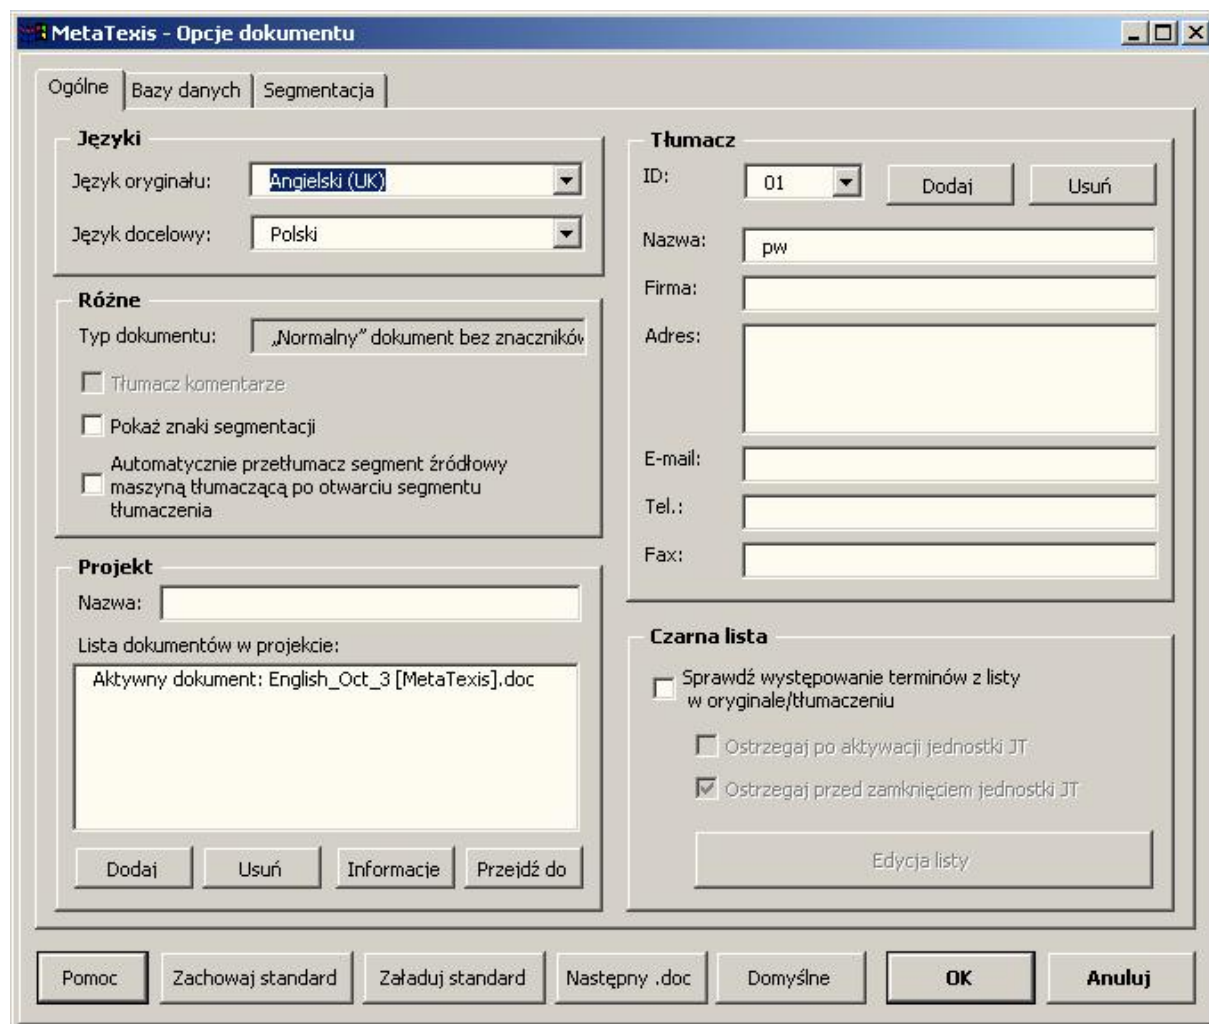 MetaTexis - Opcje dokumentu
Ogólne
Bazy danych
Segmentacja
Języki
Język oryginału:
Angielski (UK)
Język docelowy:
Polski
Różne
Typ dokumentu:
„Normalny” dokument bez znaczników
Tłumacz komentarze
Pokaż znaki segmentacji
Automatycznie przetłumacz segment źródłowy
maszyną tłumaczącą po otwarciu segmentu
tłumaczenia
Projekt
Nazwa:
Lista dokumentów w projekcie:
Aktywny dokument: English_Oct_3 [MetaTexis].doc
Dodaj
Usuń
Informacje
Przejdź do
Tłumacz
ID:
01
Dodaj
Usuń
Nazwa:
pw
Firma:
Adres:
E-mail:
Tel.:
Fax:
Czarna lista
Sprawdź występowanie terminów z listy
w oryginale/tłumaczeniu
Ostrzegaj po aktywacji jednostki JT
Ostrzegaj przed zamknięciem jednostki JT
Edycja listy
Pomoc
Zachowaj standard
Załaduj standard
Następny .doc
Domyślne
OK
Anuluj